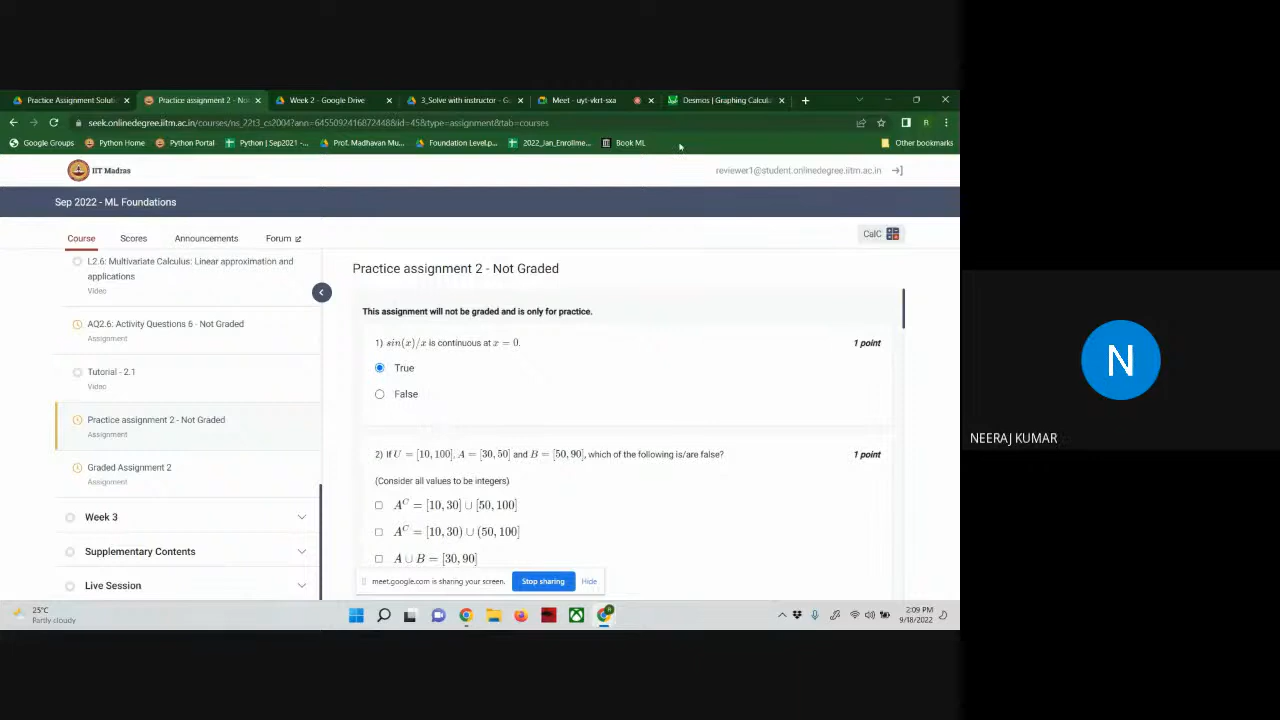 Practice Assignment Soluti
Practice assignment 2 - No
Week 2 - Google Drive
3_Solve with instructor - G
Meet - uyt-vkrt-sxa
Desmos | Graphing Calcul
seek.onlinedegree.iitm.ac.in/courses/ns_22t3_cs2004?ann=6455092416872448&id=45&type=assignment&tab=courses
Google Groups
Python Home
Python Portal
Python | Sep2021 -...
Prof. Madhavan Mu...
Foundation Level.p...
2022_Jan_Enrollme...
Book ML
Other bookmarks
IIT Madras
reviewer1@student.onlinedegree.iitm.ac.in
Sep 2022 - ML Foundations
Course
Scores
Announcements
Forum
CalC
L2.6: Multivariate Calculus: Linear approximation and
applications
Video
AQ2.6: Activity Questions 6 - Not Graded
Assignment
Tutorial - 2.1
Video
Practice assignment 2 - Not Graded
Assignment
Graded Assignment 2
Assignment
Week 3
Supplementary Contents
Live Session
Practice assignment 2 - Not Graded
This assignment will not be graded and is only for practice.
1) sin(x)/x is continuous at x = 0.
1 point
True
False
2) If U = [10, 100], A = [30, 50] and B = [50, 90], which of the following is/are false?
1 point
(Consider all values to be integers)
A^C = [10, 30] ∪ [50, 100]
A^C = [10, 30) ∪ (50, 100]
A ∪ B = [30, 90]
meet.google.com is sharing your screen.
Stop sharing
Hide
25°C
Partly cloudy
2:09 PM
9/18/2022
N
NEERAJ KUMAR